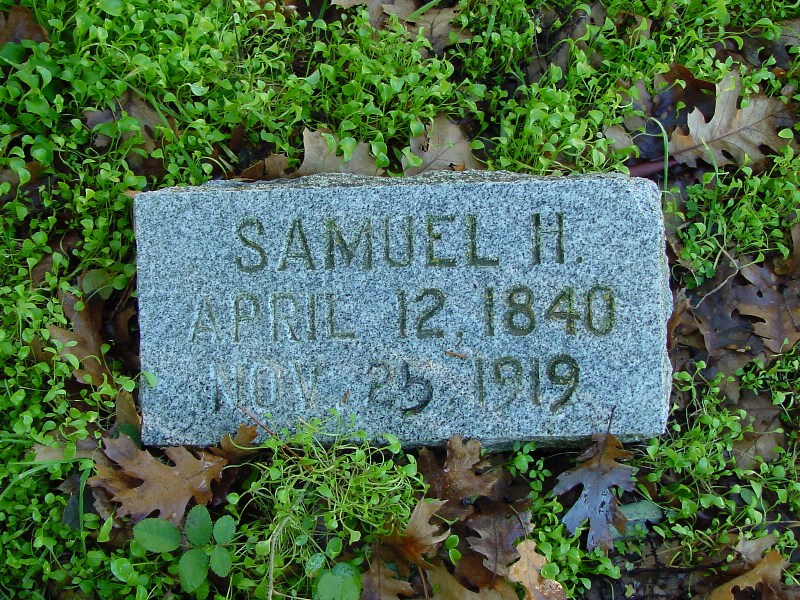 SAMUEL H.
APRIL 12, 1840
NOV. 25, 1919